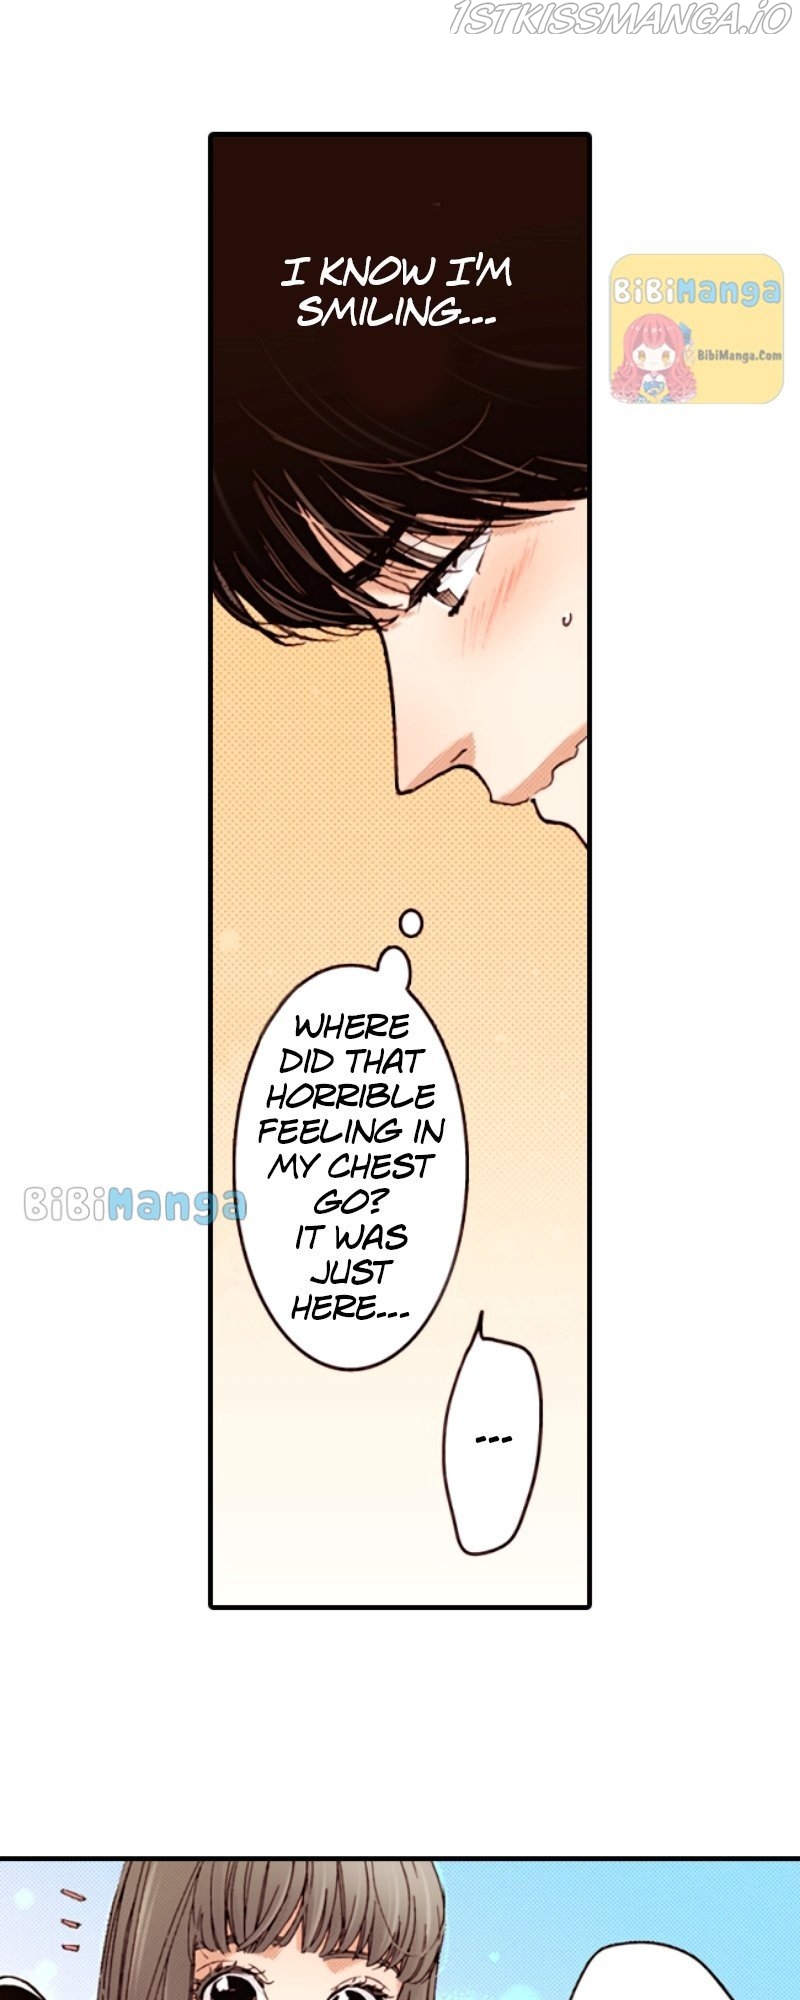 1STKISSMANGA.IO
I KNOW I'M
SMILING...
BiBiManga
BibiManga.Com
WHERE
DID THAT
HORRIBLE
FEELING IN
MY CHEST
GO?
IT WAS
JUST
HERE...
BiBiManga
...